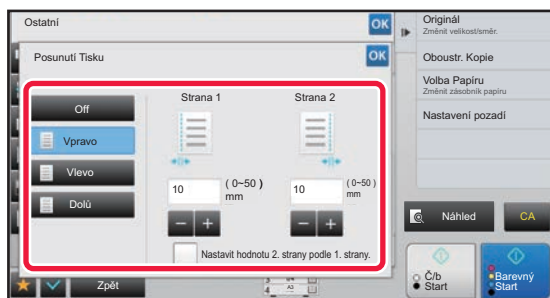 Ostatní
OK
Posunutí Tisku
OK
Off
Vpravo
Vlevo
Dolů
Strana 1
Strana 2
10
( 0~50 )
mm
10
( 0~50 )
mm
Nastavit hodnotu 2. strany podle 1. strany.
Zpět
A3
4
Originál
Změnit velikost/směr.
Oboustr. Kopie
Volba Papíru
Změnit zásobník papíru
Nastavení pozadí
Náhled
CA
Č/b
Start
Barevný
Start